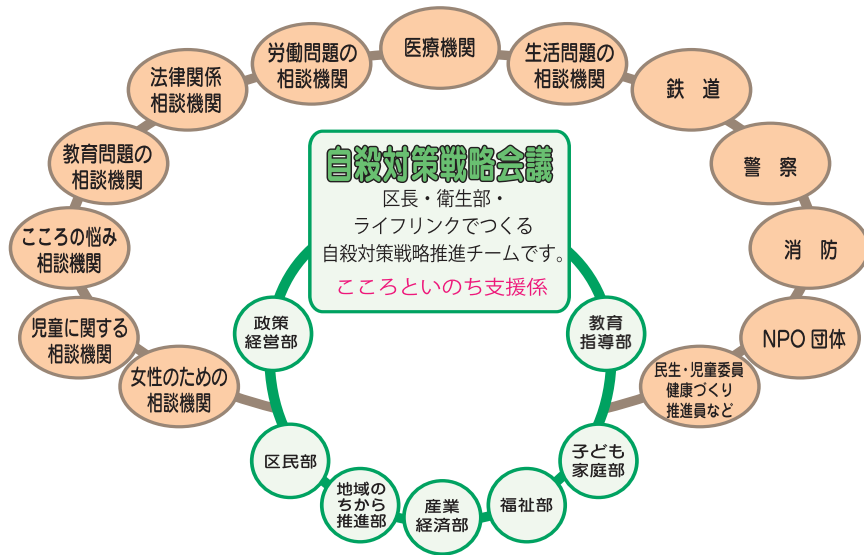 労働問題の
相談機関
医療機関
生活問題の
相談機関
法律関係
相談機関
鉄道
教育問題の
相談機関
警察
こころの悩み
相談機関
消防
児童に関する
相談機関
NPO団体
女性のための
相談機関
民生・児童委員
健康づくり
推進員など
自殺対策戦略会議
区長・衛生部・
ライフリンクでつくる
自殺対策戦略推進チームです。
こころといのち支援係
政策
経営部
教育
指導部
区民部
子ども
家庭部
地域の
ちから
推進部
産業
経済部
福祉部